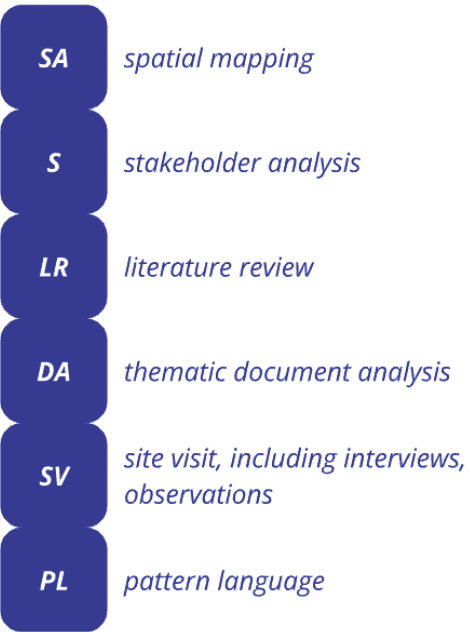 SA spatial mapping
S stakeholder analysis
LR literature review
DA thematic document analysis
SV site visit, including interviews,
observations
PL pattern language